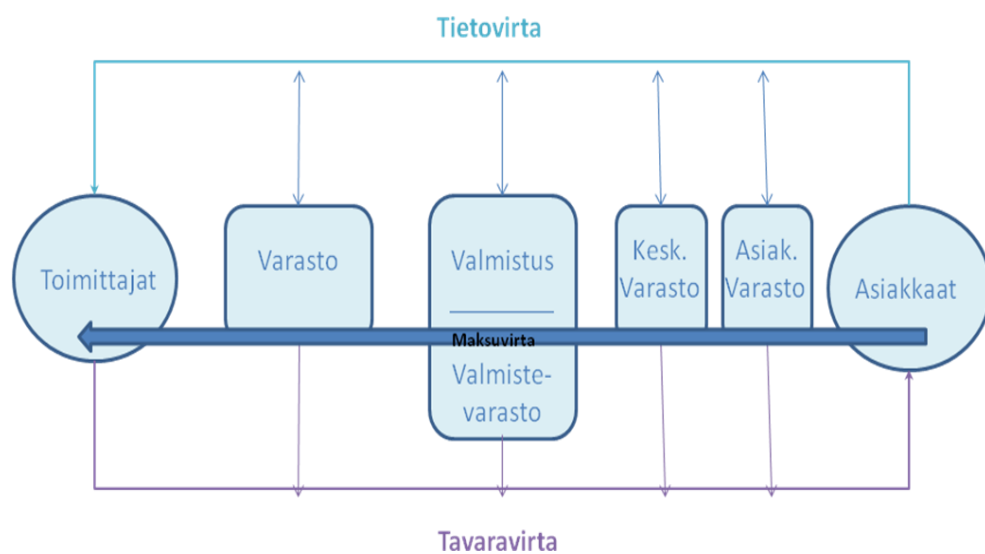 Tietovirta
Toimittajat
Varasto
Valmistus
Maksuvirta
Valmiste-
varasto
Kesk.
Varasto
Asiak.
Varasto
Asiakkaat
Tavaravirta